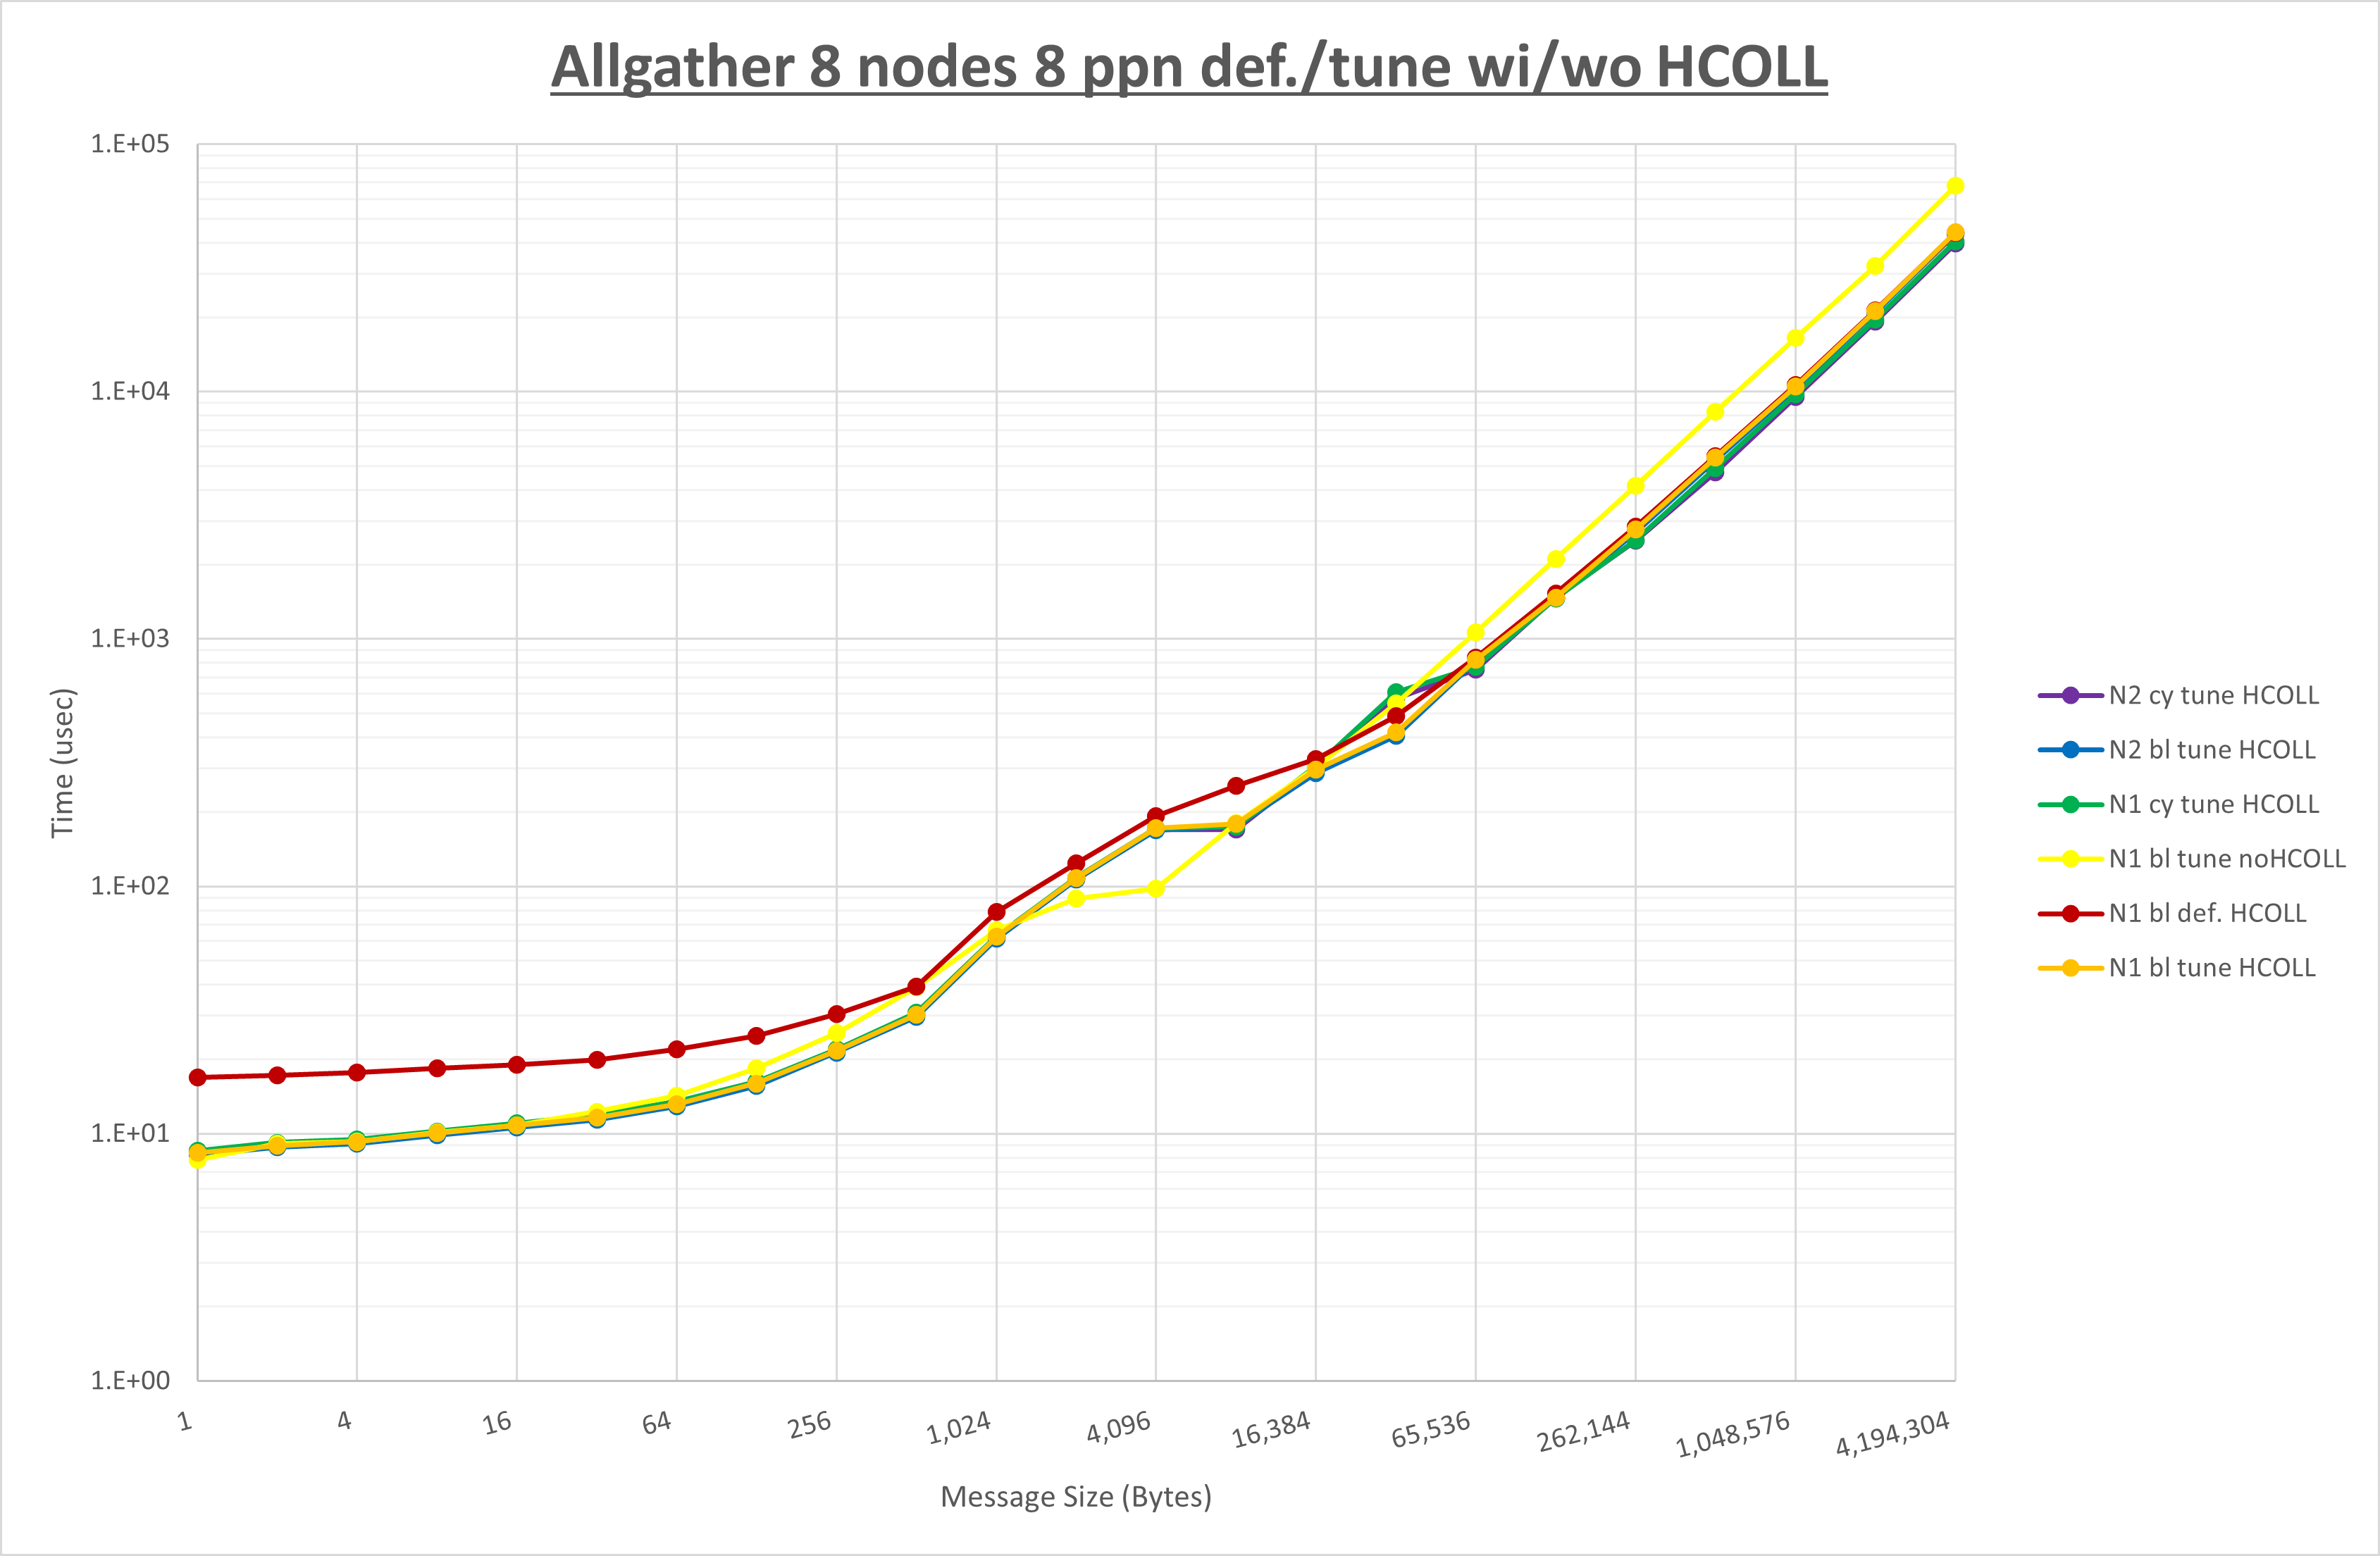 Allgather 8 nodes 8 ppn def./tune wi/wo HCOLL
1.E+05
1.E+04
1.E+03
1.E+02
1.E+01
1.E+00
Time (usec)
1
4
16
64
256
1,024
4,096
16,384
65,536
262,144
1,048,576
4,194,304
Message Size (Bytes)
N2 cy tune HCOLL
N2 bl tune HCOLL
N1 cy tune HCOLL
N1 bl tune noHCOLL
N1 bl def. HCOLL
N1 bl tune HCOLL